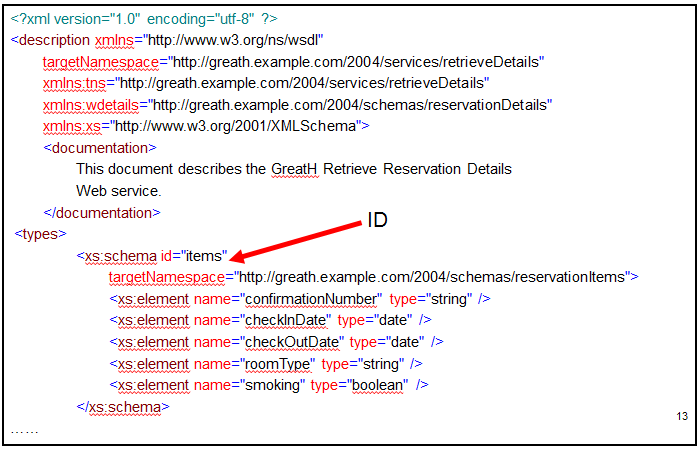 <?xml version="1.0" encoding="utf-8" ?>
<description xmlns="http://www.w3.org/ns/wsdl"
targetNamespace="http://greath.example.com/2004/services/retrieveDetails"
xmlns:tns="http://greath.example.com/2004/services/retrieveDetails"
xmlns:wdetails="http://greath.example.com/2004/schemas/reservationDetails"
xmlns:xs="http://www.w3.org/2001/XMLSchema">
<documentation>
This document describes the GreatH Retrieve Reservation Details
Web service.
</documentation>
ID
<types>
<xs:schema id="items"
targetNamespace="http://greath.example.com/2004/schemas/reservationItems">
<xs:element name="confirmationNumber" type="string" />
<xs:element name="checkInDate" type="date" />
<xs:element name="checkOutDate" type="date" />
<xs:element name="roomType" type="string" />
<xs:element name="smoking" type="boolean" />
</xs:schema>
13
……